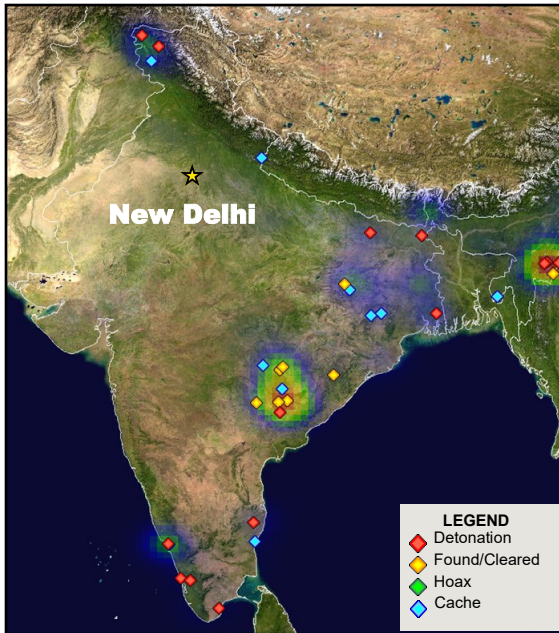 New Delhi
LEGEND
Detonation
Found/Cleared
Hoax
Cache